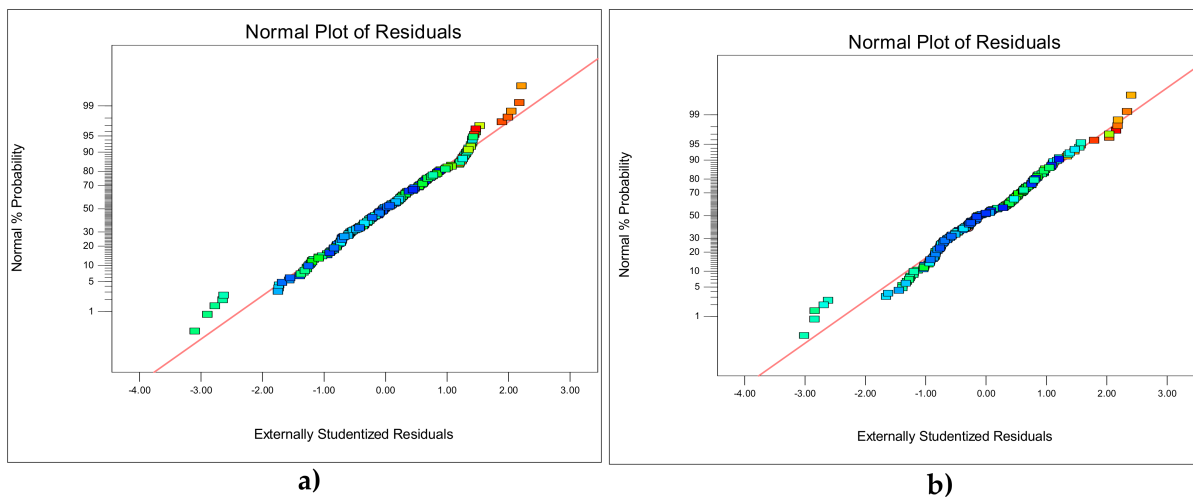 Normal Plot of Residuals
Normal % Probability
99
95
90
80
70
50
30
20
10
5
1
-4.00 -3.00 -2.00 -1.00 0.00 1.00 2.00 3.00
Externally Studentized Residuals
a)
Normal Plot of Residuals
Normal % Probability
99
95
90
80
70
50
30
20
10
5
1
-4.00 -3.00 -2.00 -1.00 0.00 1.00 2.00 3.00
Externally Studentized Residuals
b)